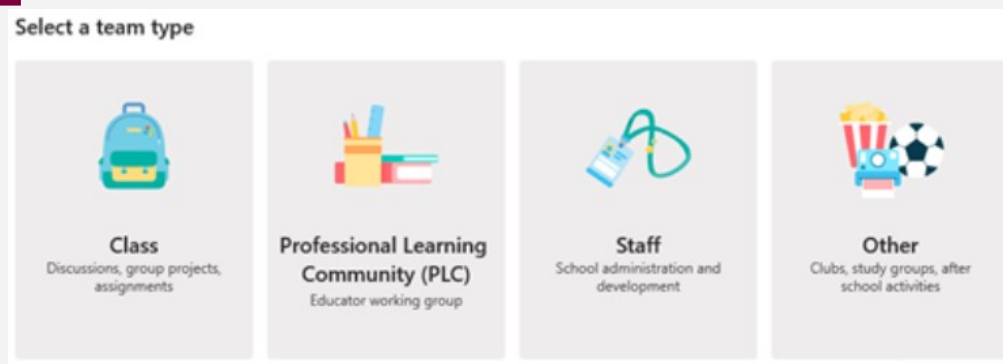 Select a team type
Class
Discussions, group projects,
assignments
Professional Learning
Community (PLC)
Educator working group
Staff
School administration and
development
Other
Clubs, study groups, after
school activities